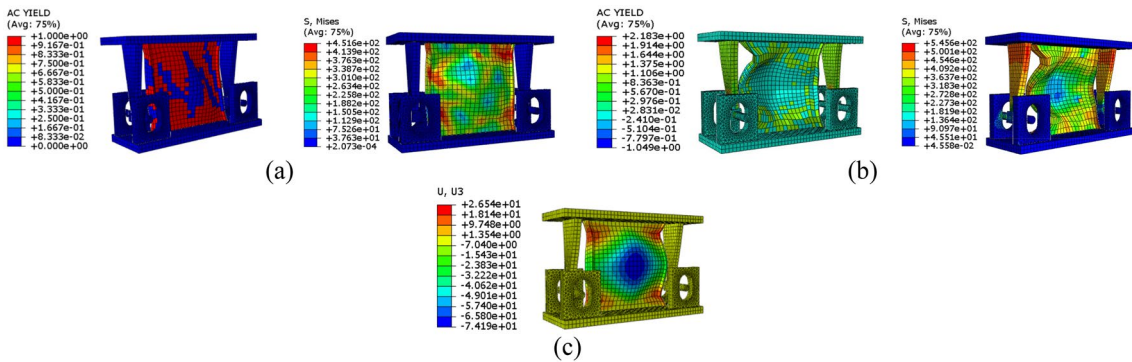 AC YIELD
(Avg: 75%)
+1.000e+00
+9.167e-01
+8.333e-01
+7.500e-01
+6.667e-01
+5.833e-01
+5.000e-01
+4.167e-01
+3.333e-01
+2.500e-01
+1.667e-01
+8.333e-02
+0.000e+00
S, Mises
(Avg: 75%)
+4.516e+02
+4.139e+02
+3.763e+02
+3.387e+02
+3.010e+02
+2.634e+02
+2.258e+02
+1.882e+02
+1.505e+02
+1.129e+02
+7.526e+01
+3.763e+01
+2.073e-04
(a)
AC YIELD
(Avg: 75%)
+2.183e+00
+1.914e+00
+1.644e+00
+1.375e+00
+1.106e+00
+8.363e-01
+5.670e-01
+2.976e-01
+2.831e-02
-2.410e-01
-5.104e-01
-7.797e-01
-1.049e+00
S, Mises
(Avg: 75%)
+5.456e+02
+5.001e+02
+4.546e+02
+4.092e+02
+3.637e+02
+3.183e+02
+2.728e+02
+2.273e+02
+1.819e+02
+1.364e+02
+9.097e+01
+4.551e+01
+4.558e-02
(b)
U, U3
+2.654e+01
+1.814e+01
+9.748e+00
+1.354e+00
-7.040e+00
-1.543e+01
-2.383e+01
-3.222e+01
-4.062e+01
-4.901e+01
-5.740e+01
-6.580e+01
-7.419e+01
(c)